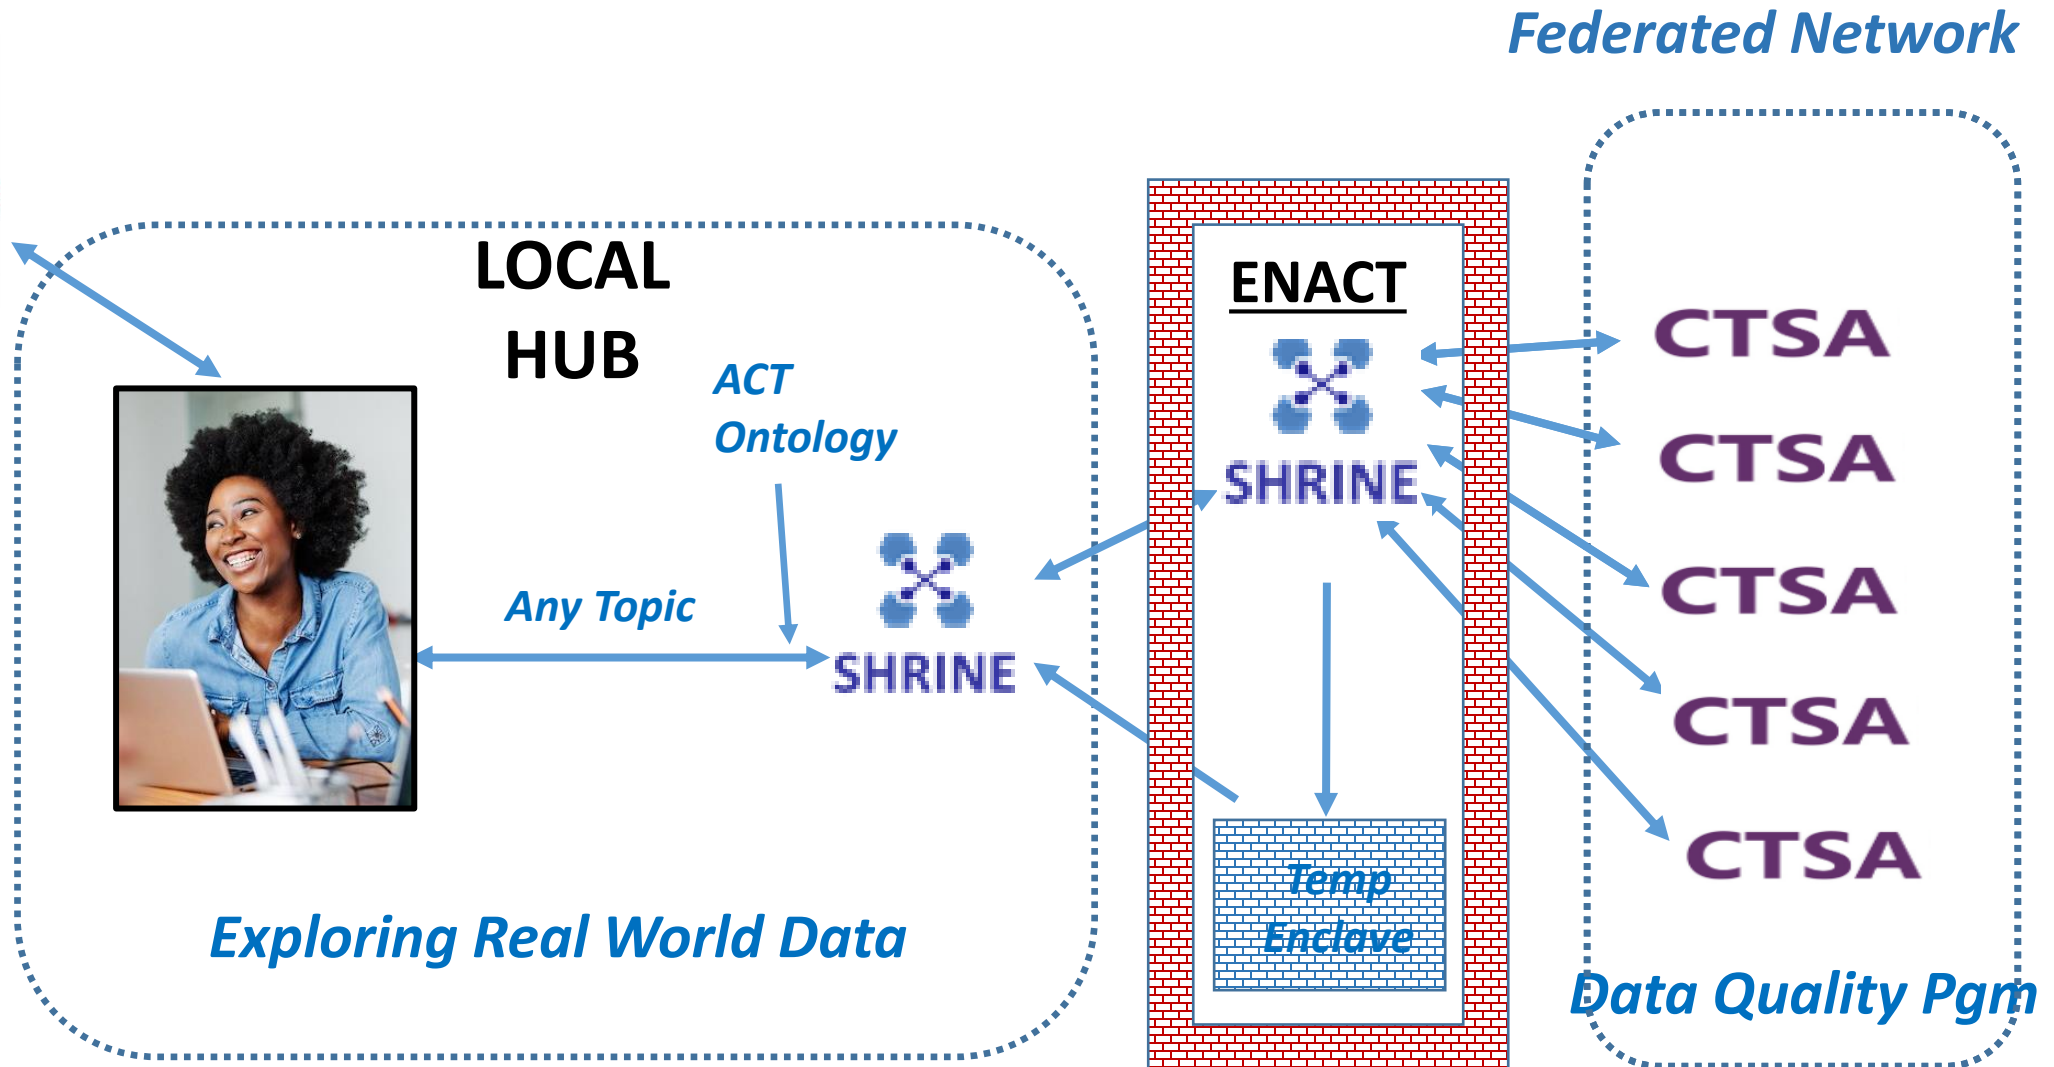 Federated Network
LOCAL
HUB
ACT
Ontology
Any Topic
SHRINE
Exploring Real World Data
ENACT
SHRINE
Temp
Enclave
CTSA
CTSA
CTSA
CTSA
CTSA
Data Quality Pgm